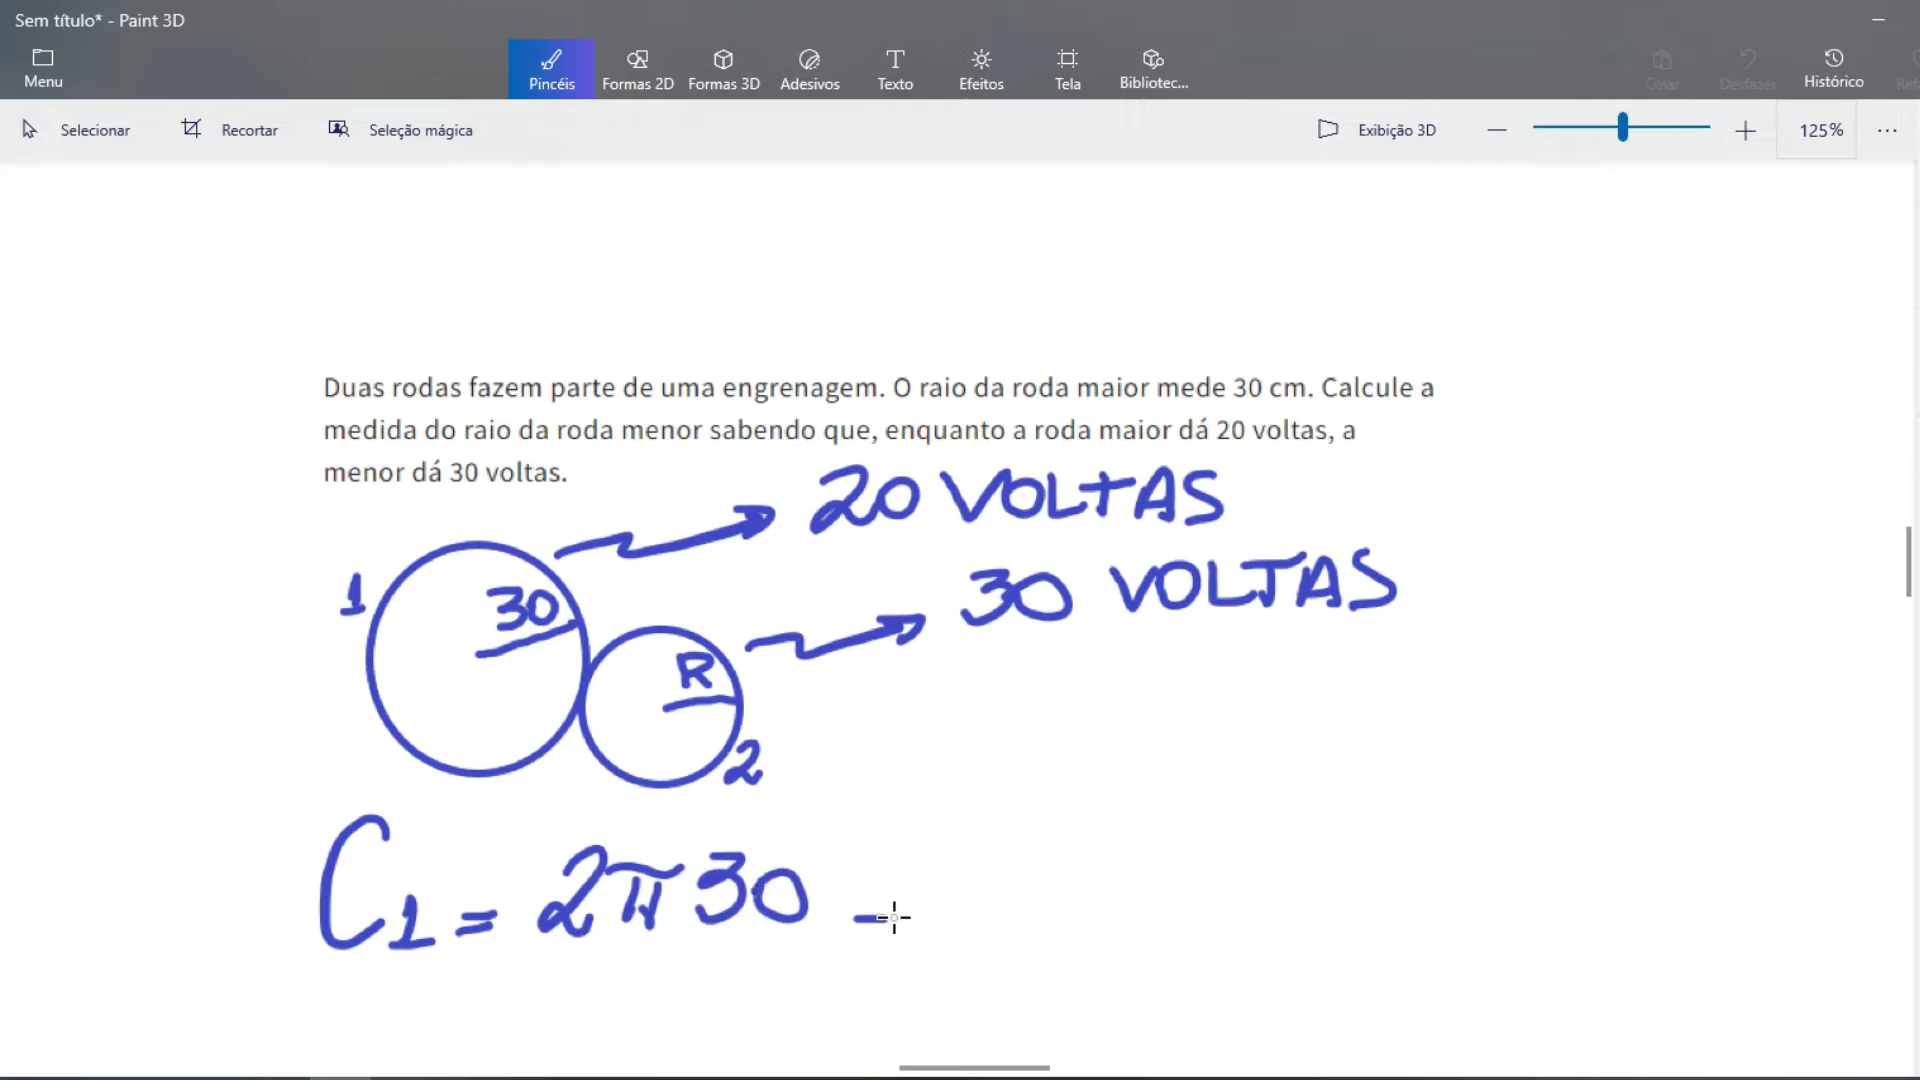 Sem título* - Paint 3D
Menu
Pincéis
Formas 2D
Formas 3D
Adesivos
Texto
Efeitos
Tela
Bibliotec...
Colar
Desfazer
Histórico
Selecionar
Recortar
Seleção mágica
Exibição 3D
125%
Duas rodas fazem parte de uma engrenagem. O raio da roda maior mede 30 cm. Calcule a
medida do raio da roda menor sabendo que, enquanto a roda maior dá 20 voltas, a
menor dá 30 voltas.
20 VOLTAS
30 VOLTAS
1
30
R
2
C1 = 2π30 -